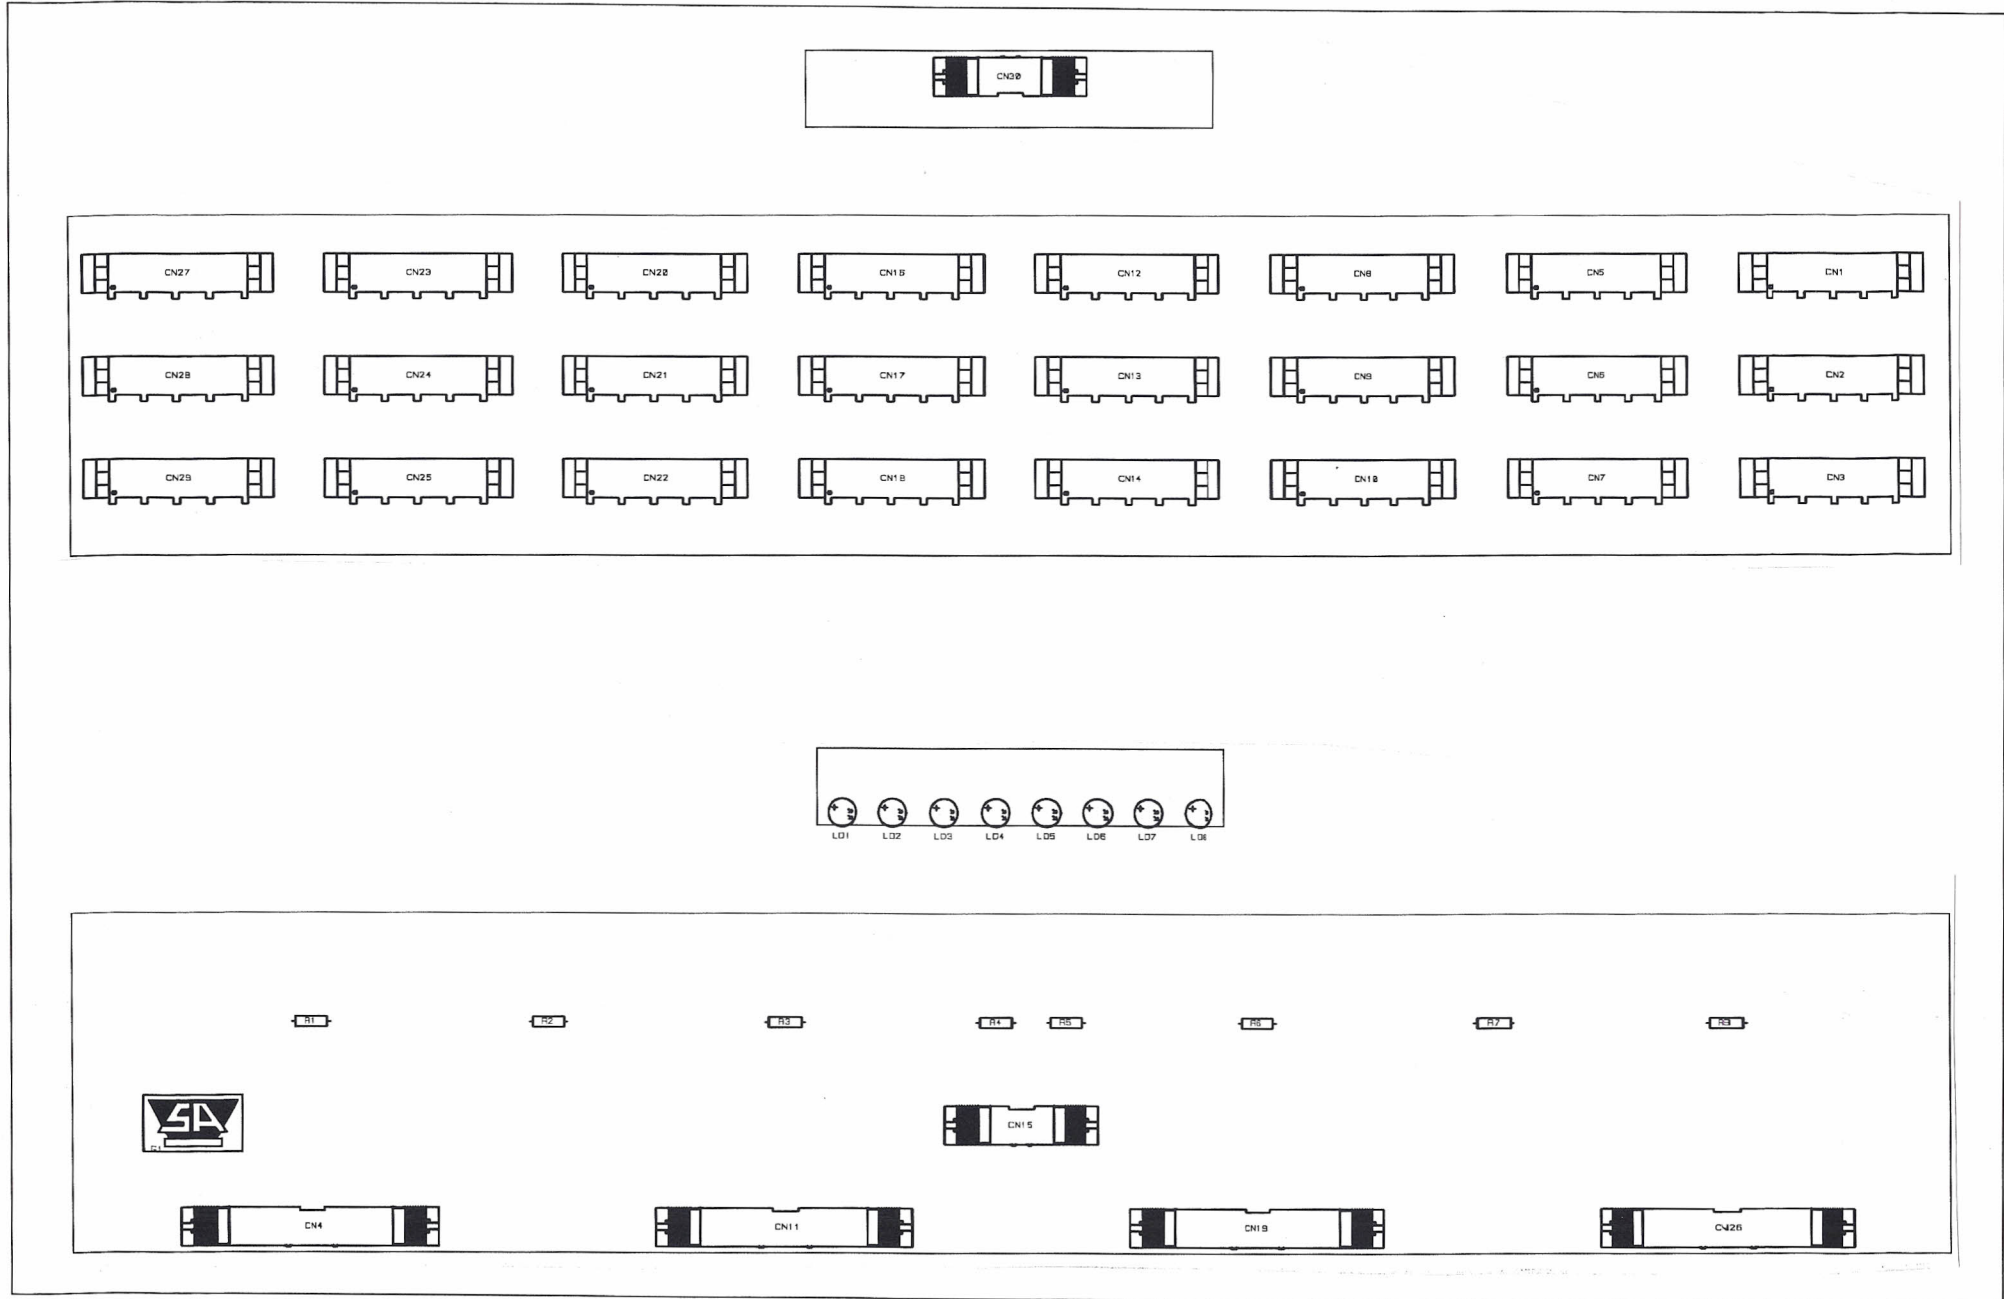 CN30
CN27 CN23 CN20 CN16 CN12 CN8 CN5 CN1
CN28 CN24 CN21 CN17 CN13 CN9 CN6 CN2
CN29 CN25 CN22 CN18 CN14 CN10 CN7 CN3
LD1 LD2 LD3 LD4 LD5 LD6 LD7 LD8
R1 R2 R3 R4 R5 R6 R7
SA
CN15
CN4 CN11 CN19 CN26